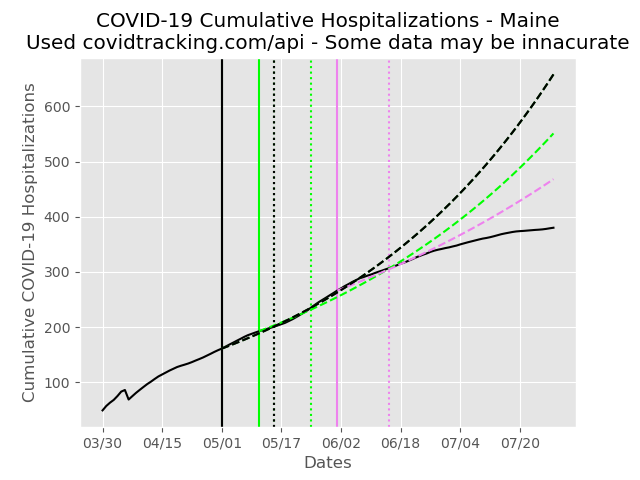 COVID-19 Cumulative Hospitalizations - Maine
Used covidtracking.com/api - Some data may be innacurate
Cumulative COVID-19 Hospitalizations
600
500
400
300
200
100
03/30 04/15 05/01 05/17 06/02 06/18 07/04 07/20
Dates